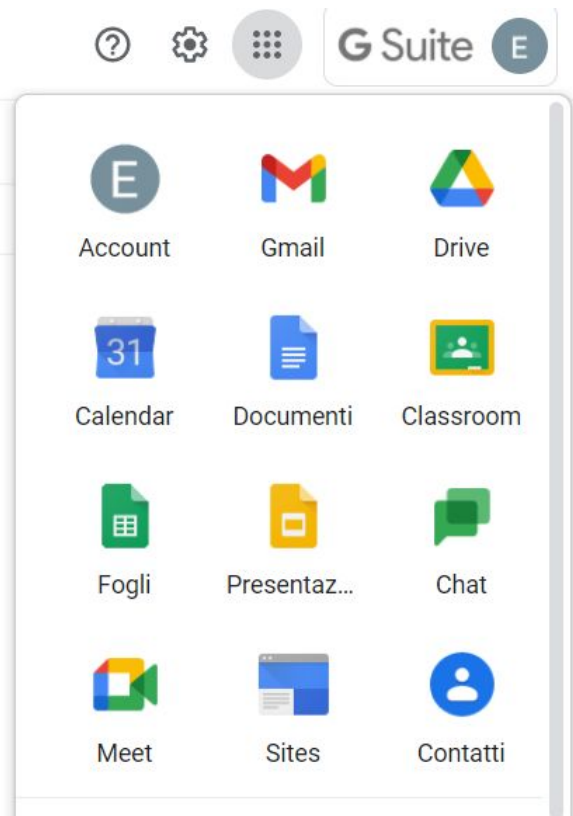 ? G Suite E
E
Account Gmail Drive
31
Calendar Documenti Classroom
Fogli Presentaz... Chat
Meet Sites Contatti